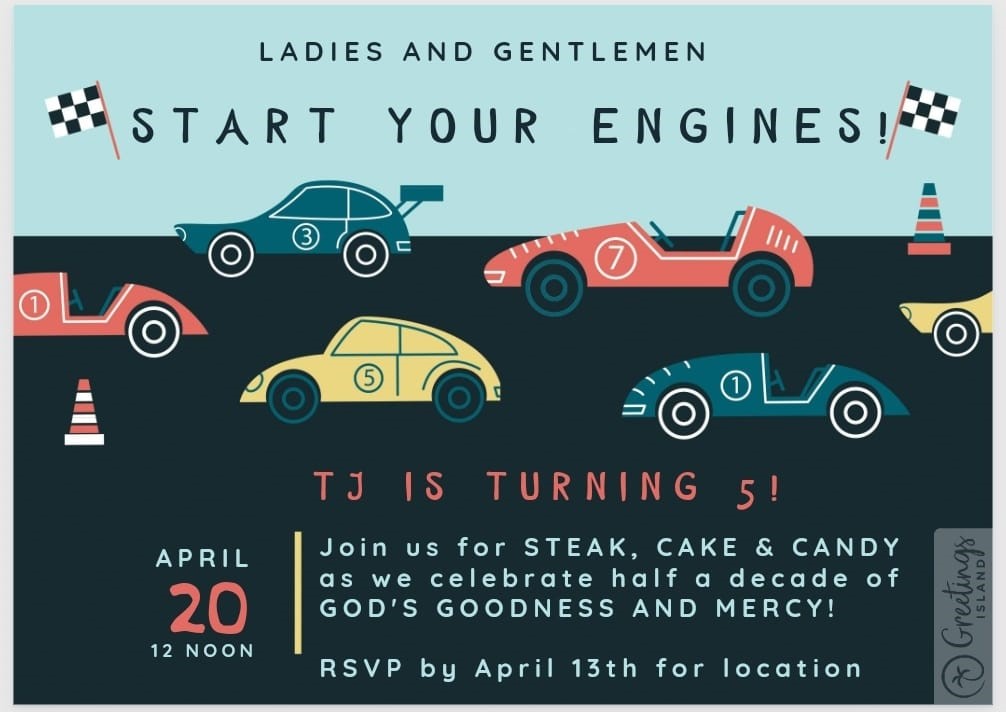 LADIES AND GENTLEMEN
START YOUR ENGINES!
3
7
1
5
1
TJ IS TURNING 5!
APRIL
20
12 NOON
Join us for STEAK, CAKE & CANDY
as we celebrate half a decade of
GOD'S GOODNESS AND MERCY!
RSVP by April 13th for location
Greetings
ISLAND